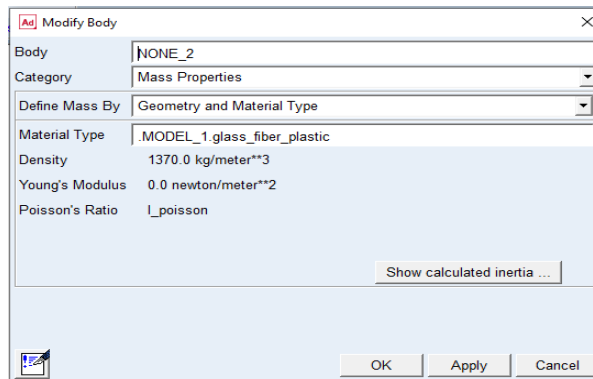 Ad Modify Body
Body NONE_2
Category Mass Properties
Define Mass By Geometry and Material Type
Material Type .MODEL_1.glass_fiber_plastic
Density 1370.0 kg/meter**3
Young's Modulus 0.0 newton/meter**2
Poisson's Ratio l_poisson
Show calculated inertia ...
OK Apply Cancel